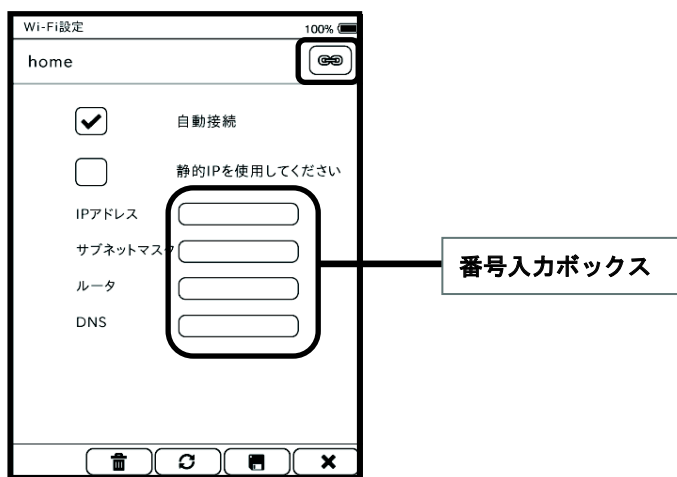 Wi-Fi設定 100%
home
自動接続
静的IPを使用してください
IPアドレス
サブネットマスク
ルータ
DNS
番号入力ボックス